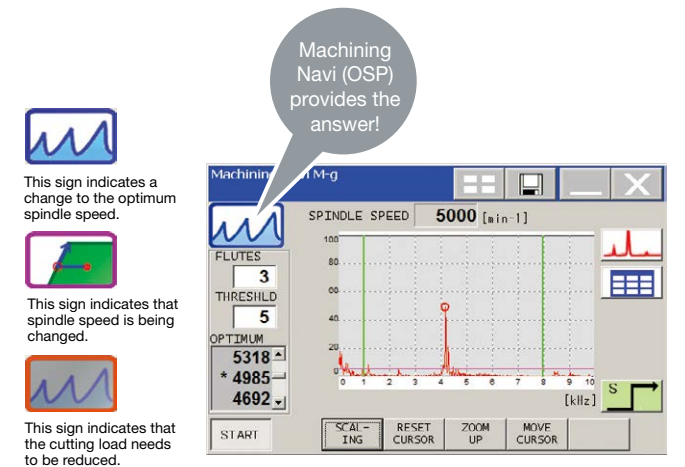 Machining
Navi (OSP)
provides the
answer!
This sign indicates a
change to the optimum
spindle speed.
This sign indicates that
spindle speed is being
changed.
This sign indicates that
the cutting load needs
to be reduced.
Machining M-g
SPINDLE SPEED 5000 [min-1]
FLUTES
3
THRESHLD
5
OPTIMUM
5318
* 4985
4692
100
80
60
40
20
0
0 1 2 3 4 5 6 7 8 9 10
[kHz]
S
START
SCAL-
ING
RESET
CURSOR
ZOOM
UP
MOVE
CURSOR